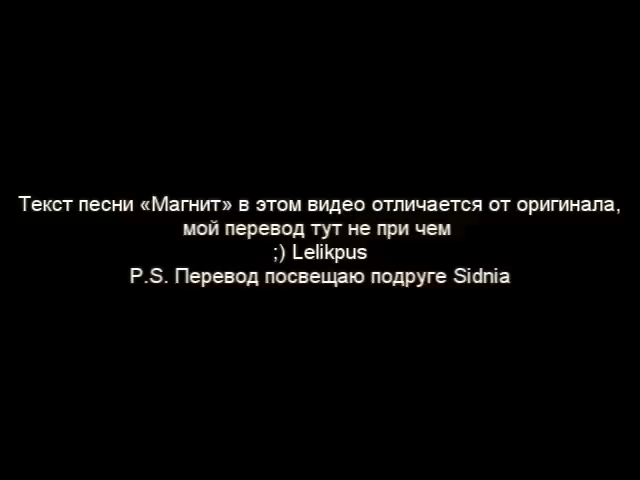 Текст песни «Магнит» в этом видео отличается от оригинала,
мой перевод тут не при чем
;) Lelikpus
P.S. Перевод посвещаю подруге Sidnia